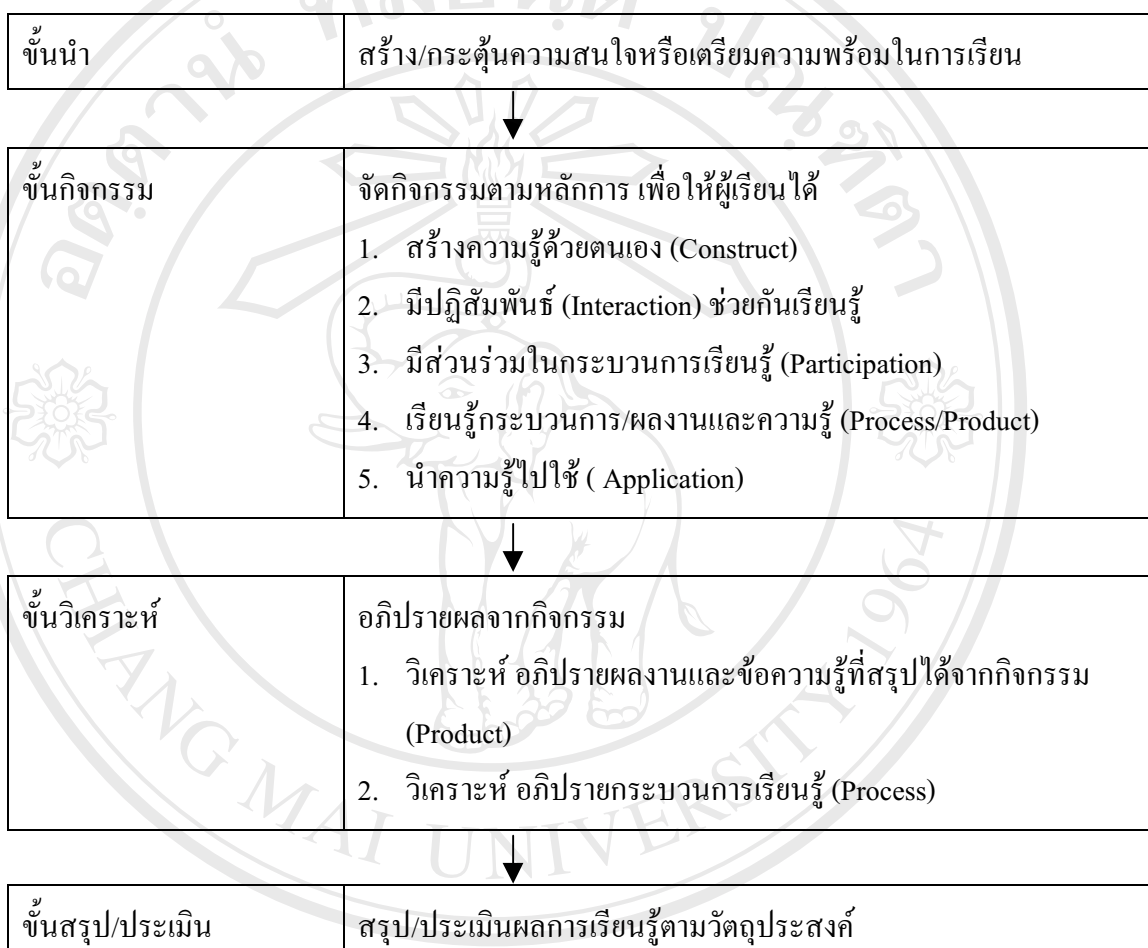 ขั้นนำ
สร้าง/กระตุ้นความสนใจหรือเตรียมความพร้อมในการเรียน
ขั้นกิจกรรม
จัดกิจกรรมตามหลักการ เพื่อให้ผู้เรียนได้
1. สร้างความรู้ด้วยตนเอง (Construct)
2. มีปฏิสัมพันธ์ (Interaction) ช่วยกันเรียนรู้
3. มีส่วนร่วมในกระบวนการเรียนรู้ (Participation)
4. เรียนรู้กระบวนการ/ผลงานและความรู้ (Process/Product)
5. นำความรู้ไปใช้ ( Application)
ขั้นวิเคราะห์
อภิปรายผลจากกิจกรรม
1. วิเคราะห์ อภิปรายผลงานและข้อความรู้ที่สรุปได้จากกิจกรรม
(Product)
2. วิเคราะห์ อภิปรายกระบวนการเรียนรู้ (Process)
ขั้นสรุป/ประเมิน
สรุป/ประเมินผลการเรียนรู้ตามวัตถุประสงค์
CHIANG MAI UNIVERSITY 1964